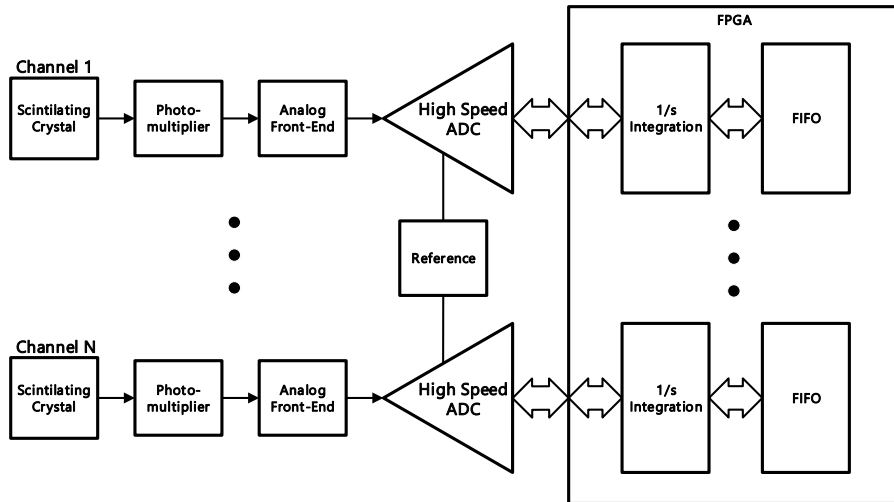 FPGA
Channel 1
Scintilating
Crystal
Photo-
multiplier
Analog
Front-End
High Speed
ADC
1/s
Integration
FIFO
Reference
Channel N
Scintilating
Crystal
Photo-
multiplier
Analog
Front-End
High Speed
ADC
1/s
Integration
FIFO